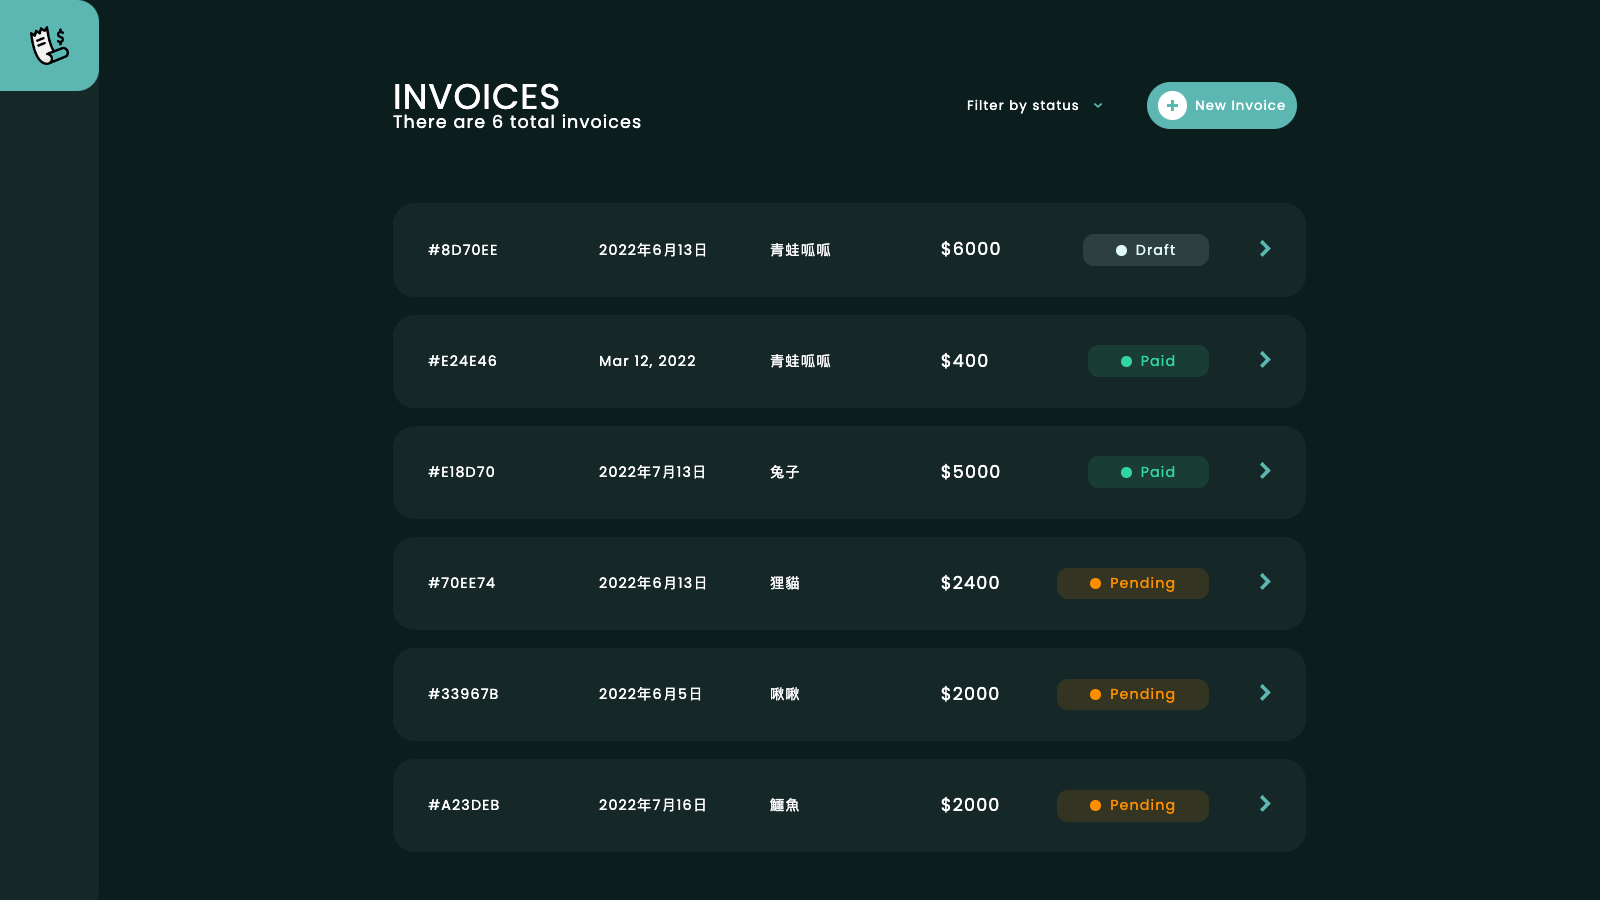 $
INVOICES
There are 6 total invoices
Filter by status
New Invoice
#8D70EE 2022年6月13日 青蛙呱呱 $6000 Draft
#E24E46 Mar 12, 2022 青蛙呱呱 $400 Paid
#E18D70 2022年7月13日 兔子 $5000 Paid
#70EE74 2022年6月13日 狸貓 $2400 Pending
#33967B 2022年6月5日 啾啾 $2000 Pending
#A23DEB 2022年7月16日 鱷魚 $2000 Pending